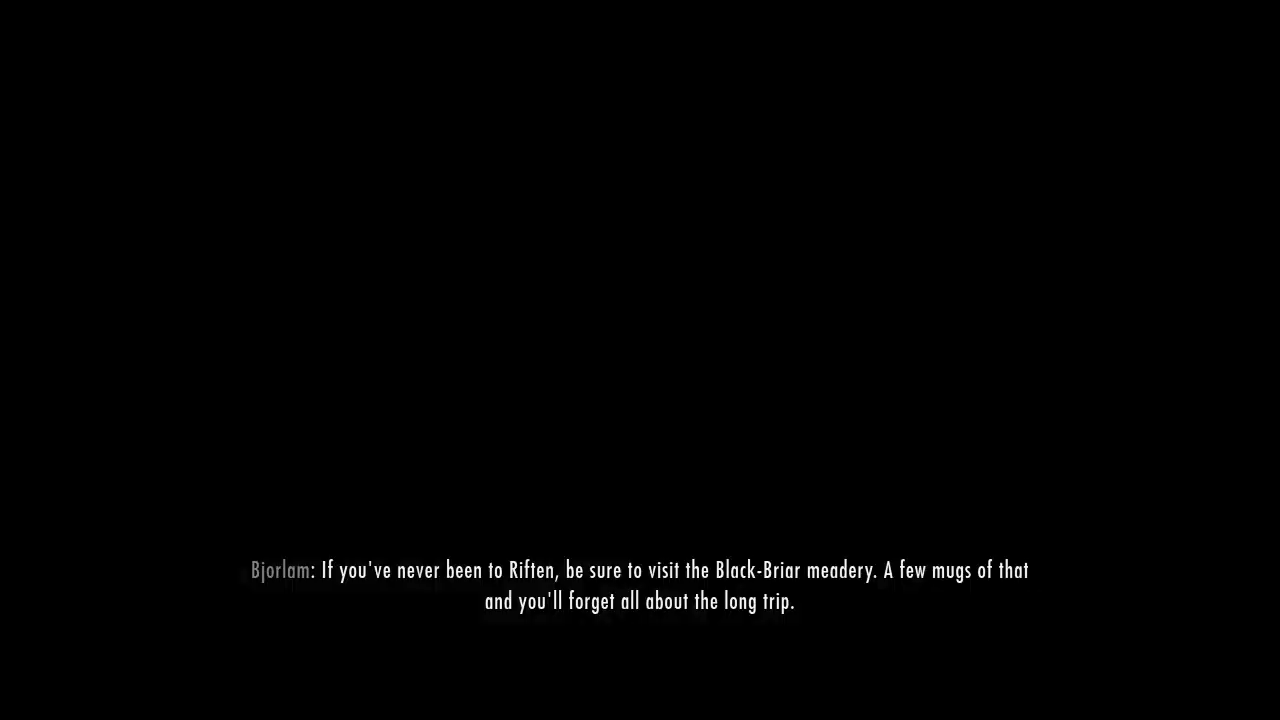 Bjorlam: If you've never been to Riften, be sure to visit the Black-Briar meadery. A few mugs of that
and you'll forget all about the long trip.